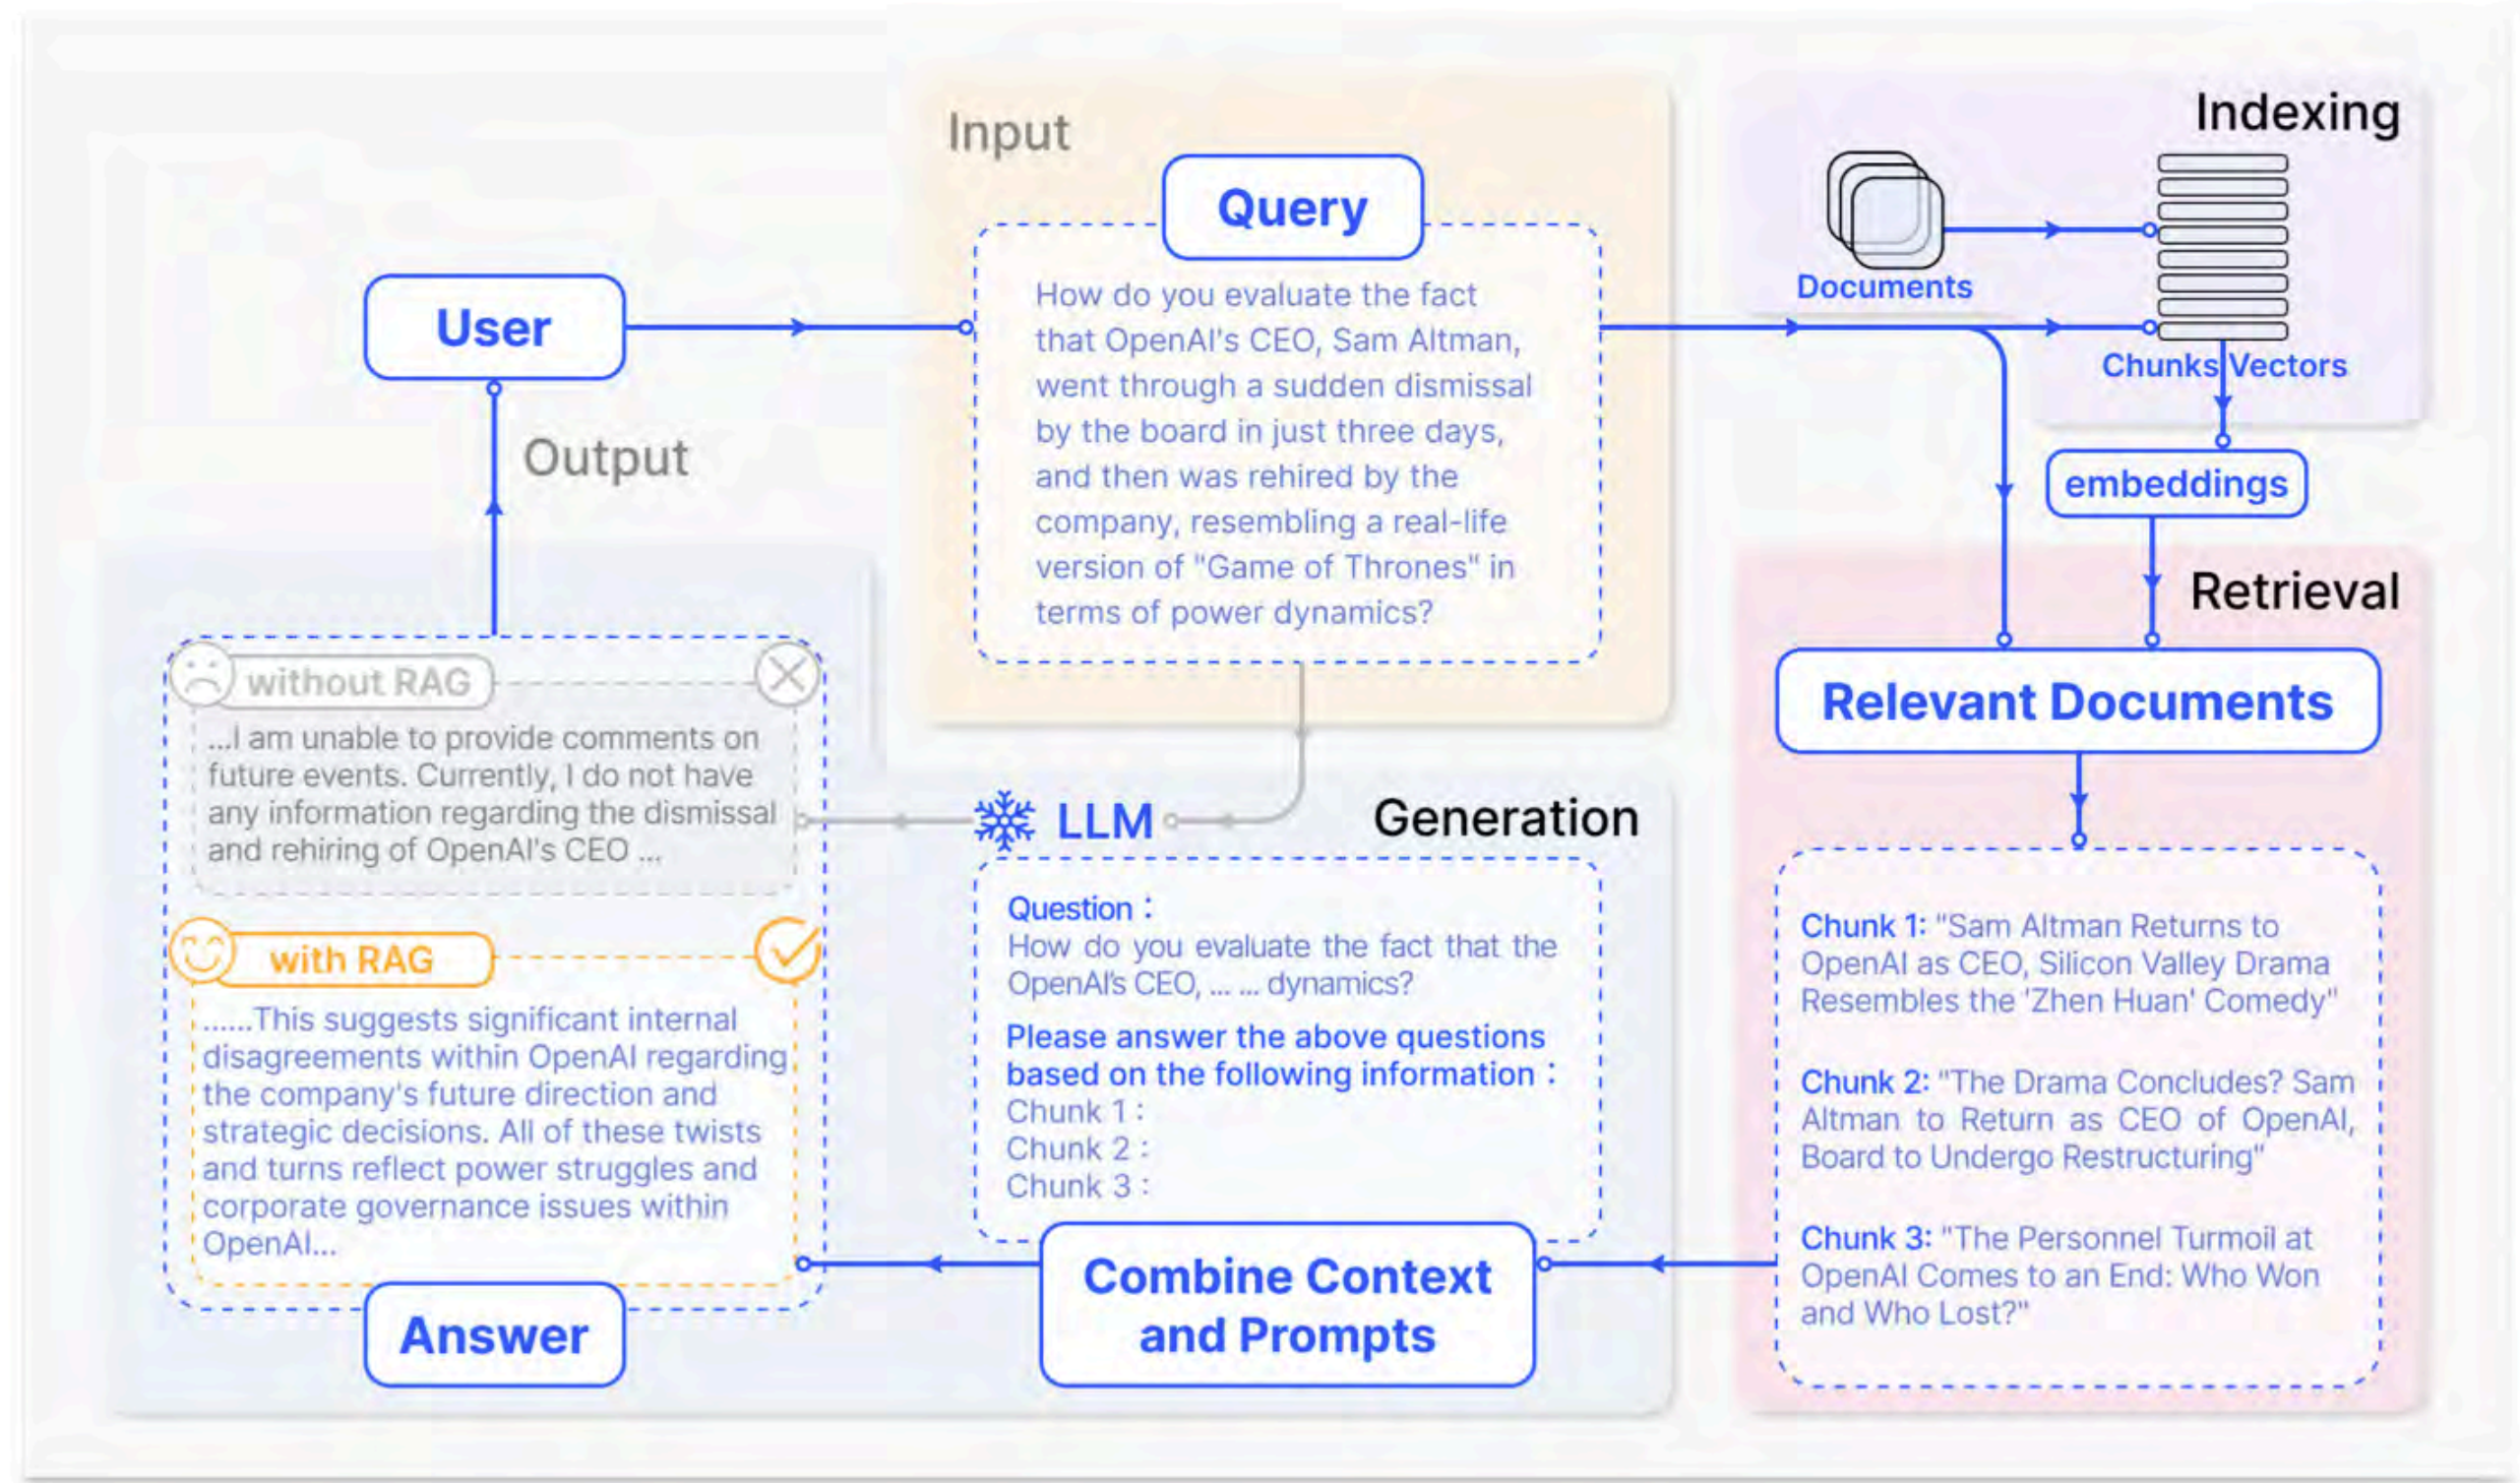 Input
Query
How do you evaluate the fact
that OpenAI's CEO, Sam Altman,
went through a sudden dismissal
by the board in just three days,
and then was rehired by the
company, resembling a real-life
version of "Game of Thrones" in
terms of power dynamics?
Indexing
Documents
Chunks Vectors
embeddings
User
Output
Retrieval
Relevant Documents
Chunk 1: "Sam Altman Returns to
OpenAI as CEO, Silicon Valley Drama
Resembles the 'Zhen Huan' Comedy"
Chunk 2: "The Drama Concludes? Sam
Altman to Return as CEO of OpenAI,
Board to Undergo Restructuring"
Chunk 3: "The Personnel Turmoil at
OpenAI Comes to an End: Who Won
and Who Lost?"
LLM
Generation
Question :
How do you evaluate the fact that the
OpenAI's CEO, ... ... dynamics?
Please answer the above questions
based on the following information :
Chunk 1 :
Chunk 2 :
Chunk 3 :
Combine Context
and Prompts
without RAG
...I am unable to provide comments on
future events. Currently, I do not have
any information regarding the dismissal
and rehiring of OpenAI's CEO ...
with RAG
......This suggests significant internal
disagreements within OpenAI regarding
the company's future direction and
strategic decisions. All of these twists
and turns reflect power struggles and
corporate governance issues within
OpenAI...
Answer